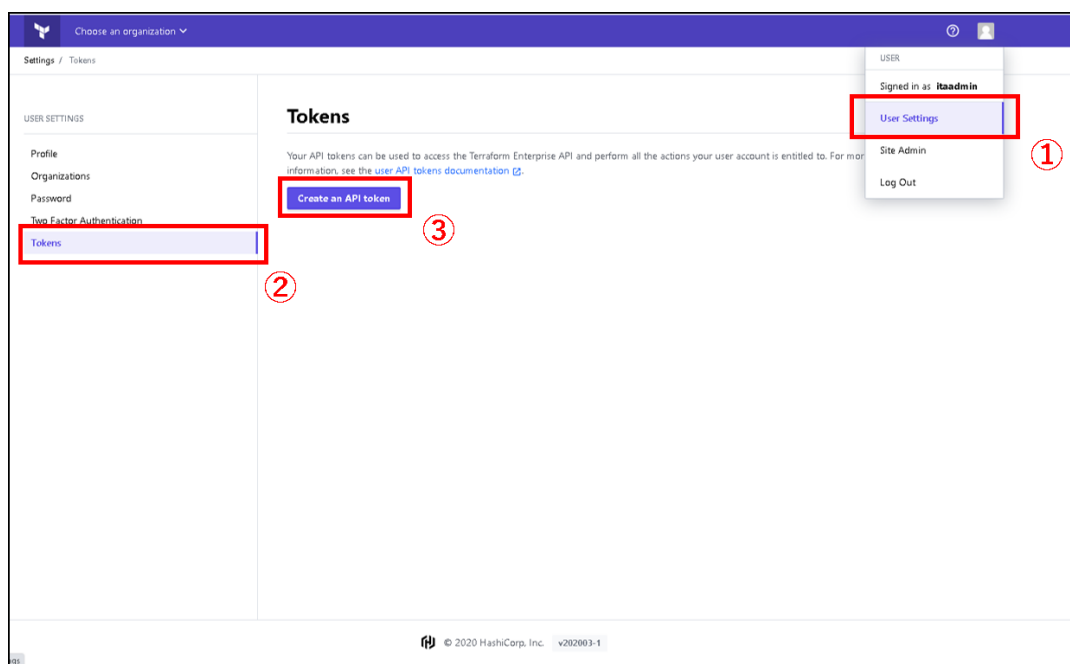 Choose an organization
Settings / Tokens
USER
Signed in as itaadmin
User Settings
①
Site Admin
Log Out
USER SETTINGS
Profile
Organizations
Password
Two Factor Authentication
Tokens
②
Tokens
Your API tokens can be used to access the Terraform Enterprise API and perform all the actions your user account is entitled to. For mor
information, see the user API tokens documentation.
Create an API token
③
© 2020 HashiCorp, Inc. v202003-1